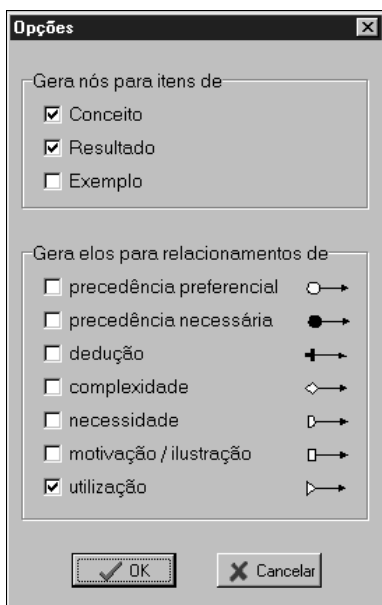 Opções
Gera nós para itens de
Conceito
Resultado
Exemplo
Gera elos para relacionamentos de
precedência preferencial
precedência necessária
dedução
complexidade
necessidade
motivação / ilustração
utilização
OK
Cancelar